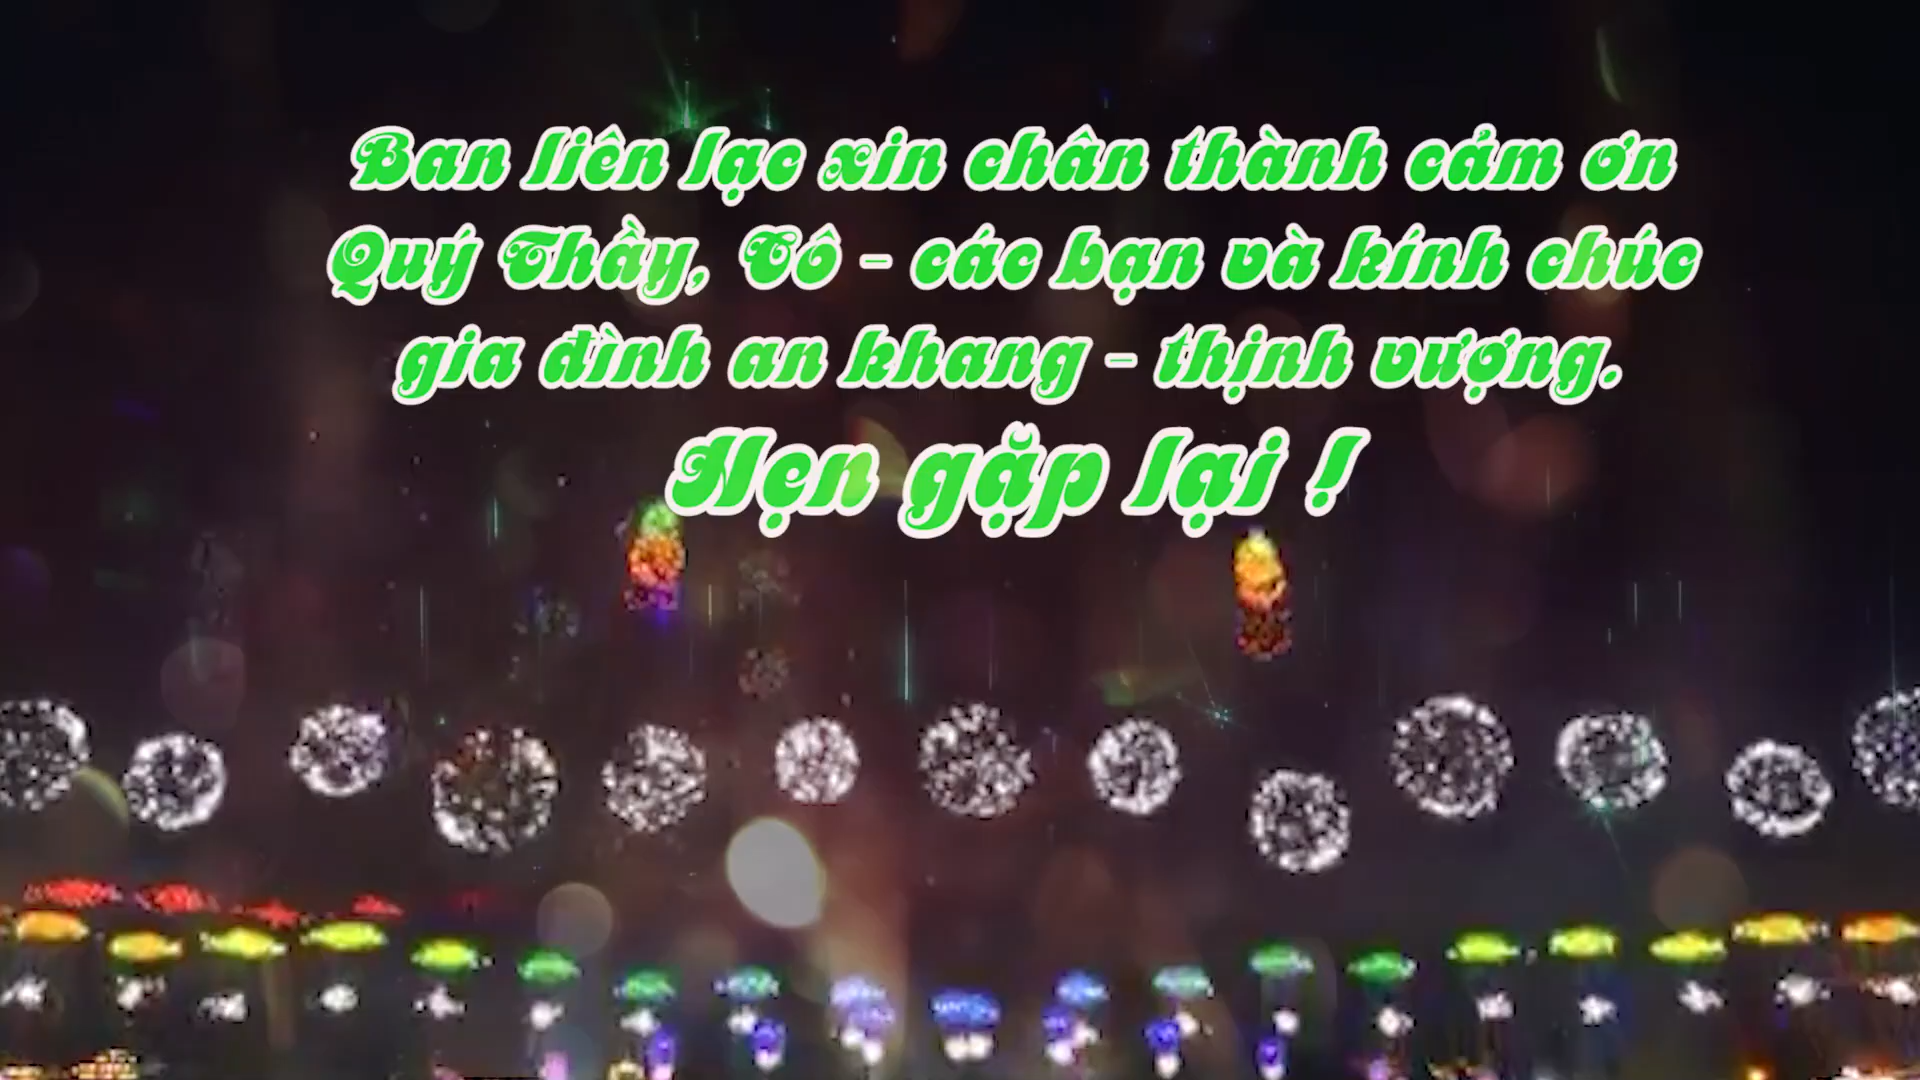 Ban liên lạc xin chân thành cảm ơn
Quý Thầy, Cô - các bạn và kính chúc
gia đình an khang - thịnh vượng.
Hẹn gặp lại !